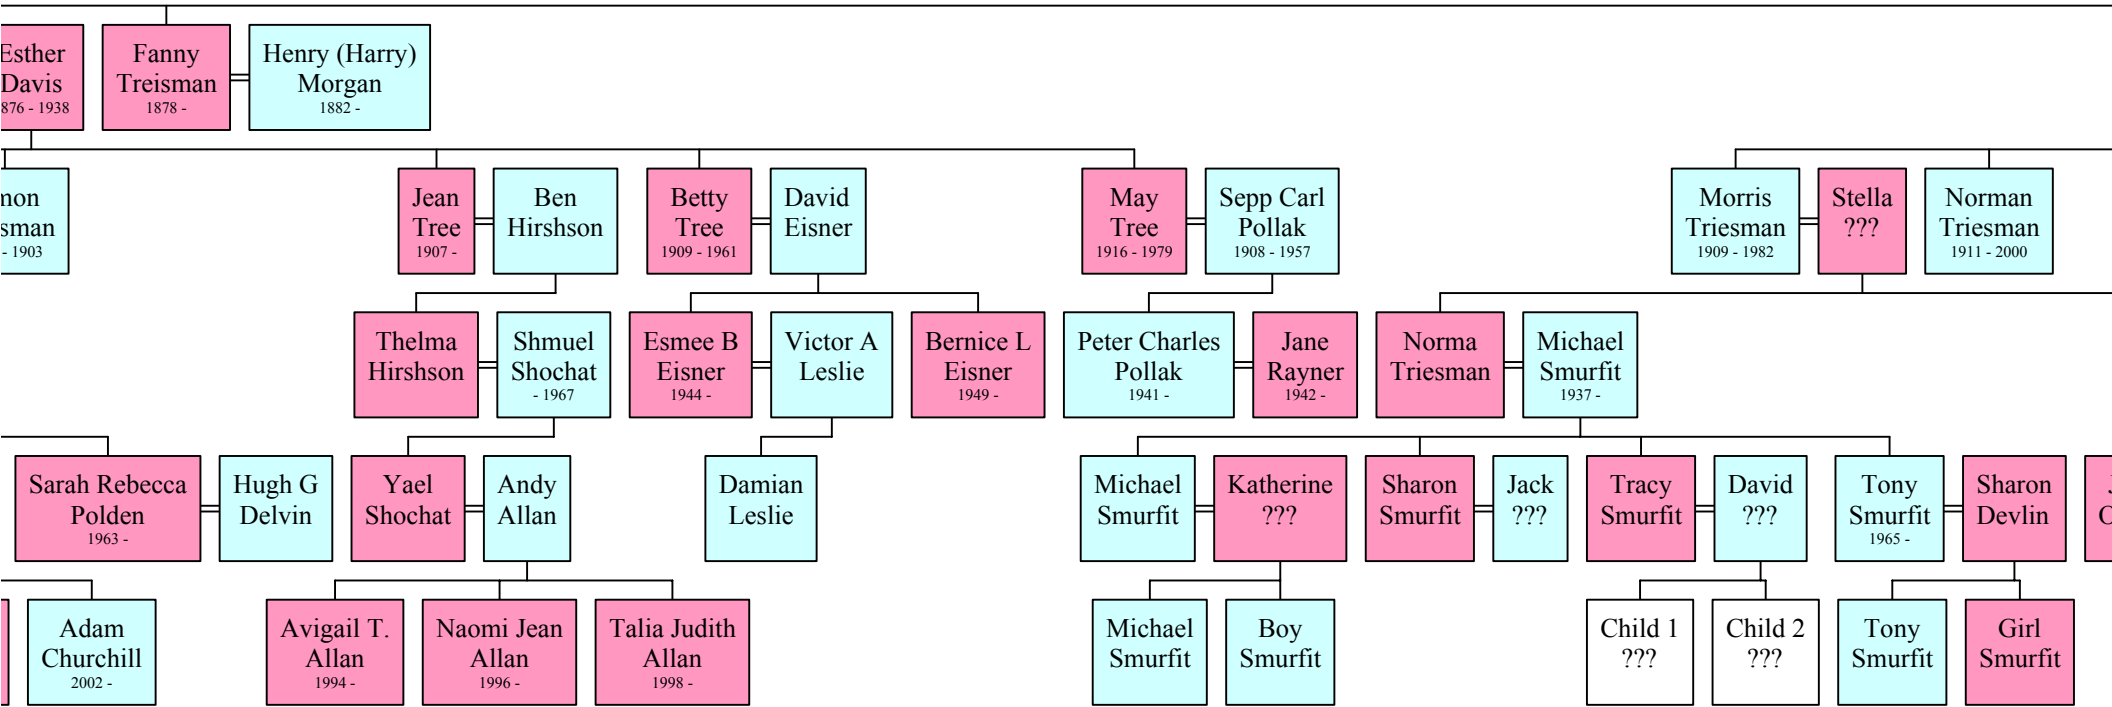 Esther
Davis
876 - 1938
Fanny
Treisman
1878 -
Henry (Harry)
Morgan
1882 -
sman
- 1903
Jean
Tree
1907 -
Ben
Hirshson
Betty
Tree
1909 - 1961
David
Eisner
May
Tree
1916 - 1979
Sepp Carl
Pollak
1908 - 1957
Morris
Triesman
1909 - 1982
Stella
???
Norman
Triesman
1911 - 2000
Thelma
Hirshson
Shmuel
Shochat
- 1967
Esmee B
Eisner
1944 -
Victor A
Leslie
Bernice L
Eisner
1949 -
Peter Charles
Pollak
1941 -
Jane
Rayner
1942 -
Norma
Triesman
Michael
Smurfit
1937 -
Sarah Rebecca
Polden
1963 -
Hugh G
Delvin
Yael
Shochat
Andy
Allan
Damian
Leslie
Michael
Smurfit
Katherine
???
Sharon
Smurfit
Jack
???
Tracy
Smurfit
David
???
Tony
Smurfit
1965 -
Sharon
Devlin
Adam
Churchill
2002 -
Avigail T.
Allan
1994 -
Naomi Jean
Allan
1996 -
Talia Judith
Allan
1998 -
Michael
Smurfit
Boy
Smurfit
Child 1
???
Child 2
???
Tony
Smurfit
Girl
Smurfit